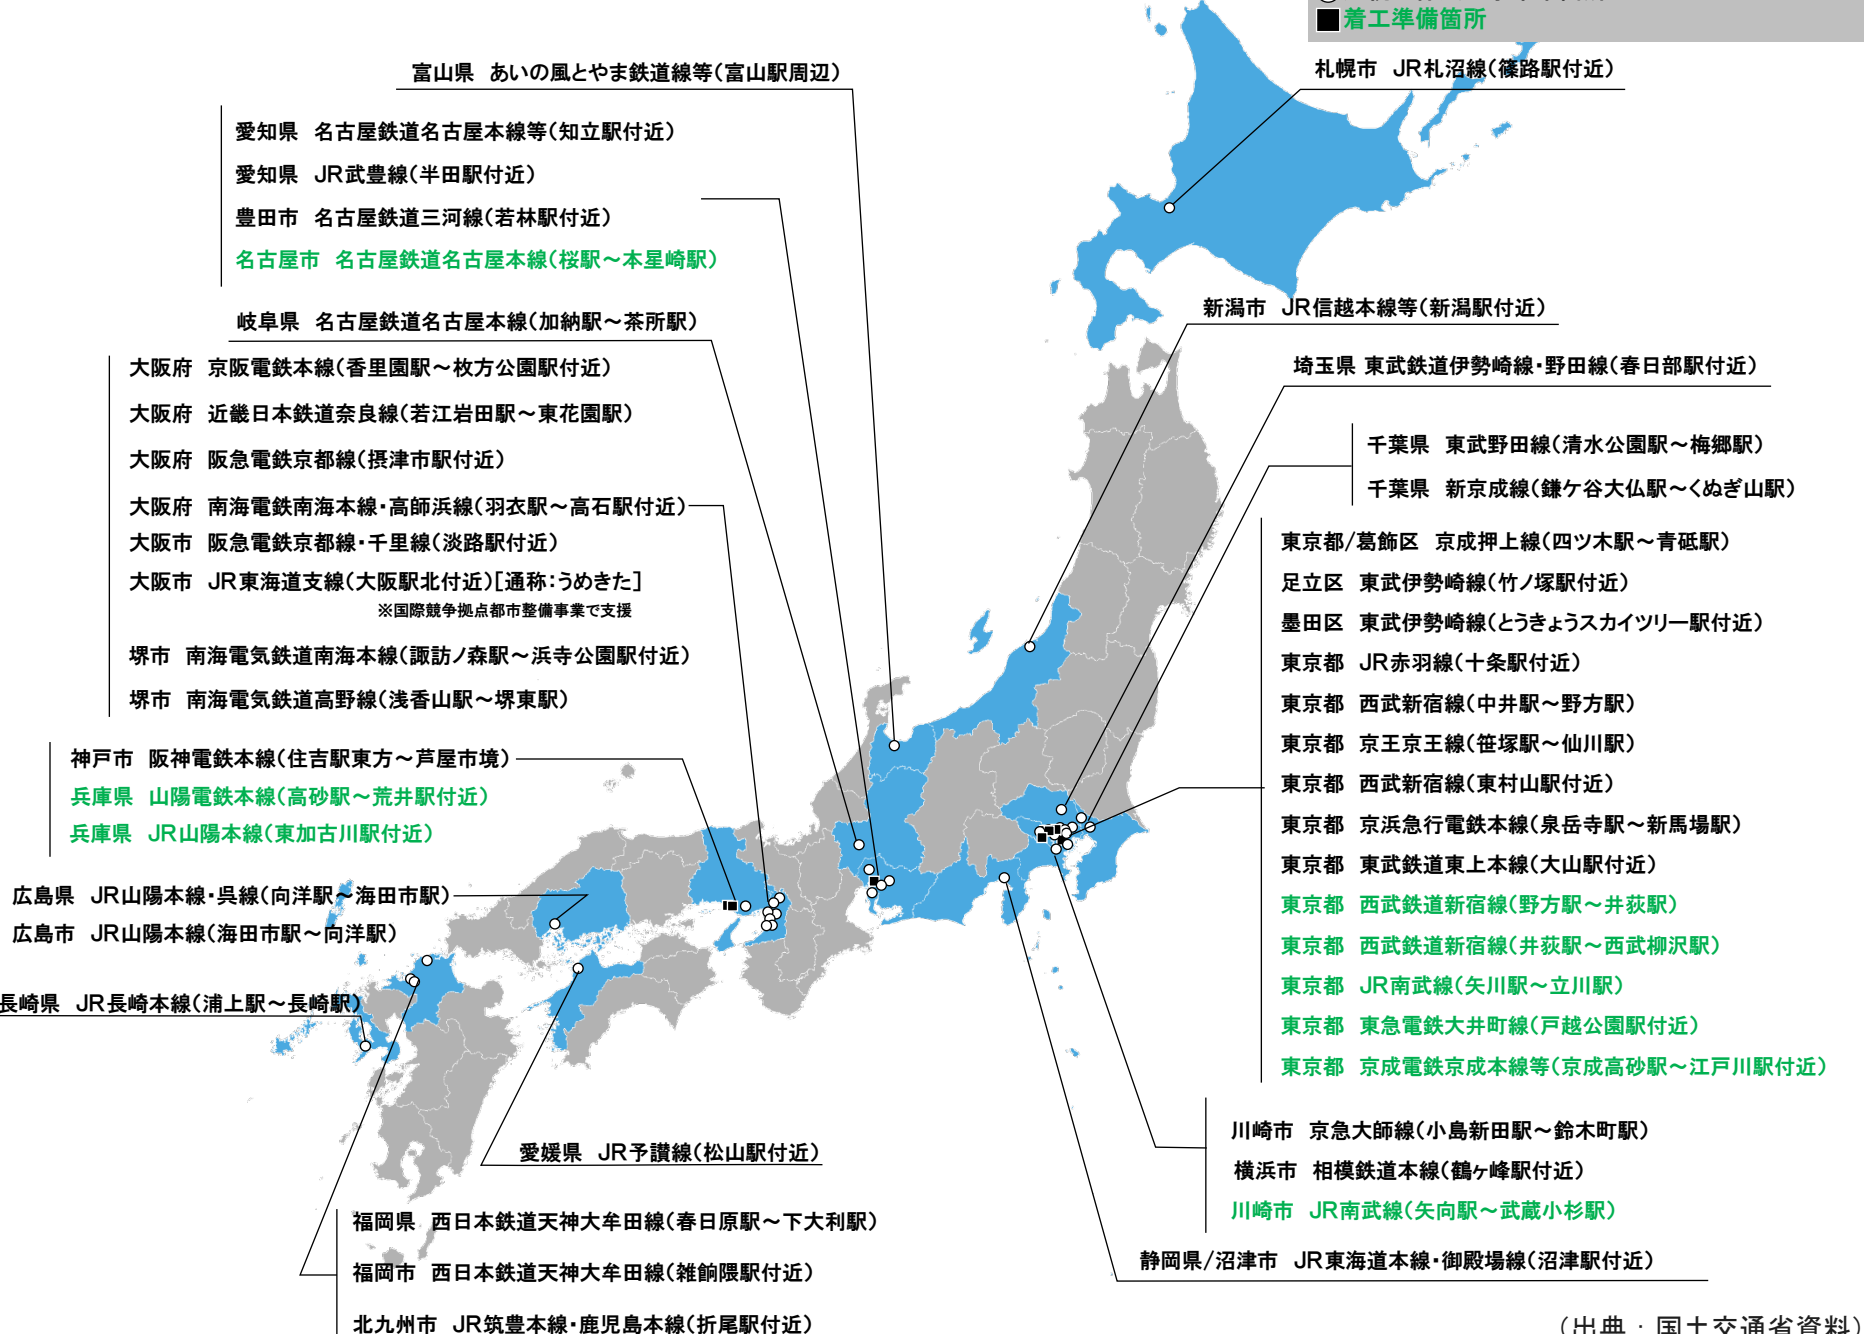 ■着工準備箇所
富山県 あいの風とやま鉄道線等(富山駅周辺)
札幌市 JR札沼線(篠路駅付近)
愛知県 名古屋鉄道名古屋本線等(知立駅付近)
愛知県 JR武豊線(半田駅付近)
豊田市 名古屋鉄道三河線(若林駅付近)
名古屋市 名古屋鉄道名古屋本線(桜駅～本星崎駅)
岐阜県 名古屋鉄道名古屋本線(加納駅～茶所駅)
大阪府 京阪電鉄本線(香里園駅～枚方公園駅付近)
大阪府 近畿日本鉄道奈良線(若江岩田駅～東花園駅)
大阪府 阪急電鉄京都線(摂津市駅付近)
大阪府 南海電鉄南海本線・高師浜線(羽衣駅～高石駅付近)
大阪市 阪急電鉄京都線・千里線(淡路駅付近)
大阪市 JR東海道支線(大阪駅北付近)[通称：うめきた]
※国際競争拠点都市整備事業で支援
堺市 南海電気鉄道南海本線(諏訪ノ森駅～浜寺公園駅付近)
堺市 南海電気鉄道高野線(浅香山駅～堺東駅)
神戸市 阪神電鉄本線(住吉駅東方～芦屋市境)
兵庫県 山陽電鉄本線(高砂駅～荒井駅付近)
兵庫県 JR山陽本線(東加古川駅付近)
広島県 JR山陽本線・呉線(向洋駅～海田市駅)
広島市 JR山陽本線(海田市駅～向洋駅)
長崎県 JR長崎本線(浦上駅～長崎駅)
愛媛県 JR予讃線(松山駅付近)
福岡県 西日本鉄道天神大牟田線(春日原駅～下大利駅)
福岡市 西日本鉄道天神大牟田線(雑餉隈駅付近)
北九州市 JR筑豊本線・鹿児島本線(折尾駅付近)
新潟市 JR信越本線等(新潟駅付近)
埼玉県 東武鉄道伊勢崎線・野田線(春日部駅付近)
千葉県 東武野田線(清水公園駅～梅郷駅)
千葉県 新京成線(鎌ケ谷大仏駅～くぬぎ山駅)
東京都/葛飾区 京成押上線(四ツ木駅～青砥駅)
足立区 東武伊勢崎線(竹ノ塚駅付近)
墨田区 東武伊勢崎線(とうきょうスカイツリー駅付近)
東京都 JR赤羽線(十条駅付近)
東京都 西武新宿線(中井駅～野方駅)
東京都 京王京王線(笹塚駅～仙川駅)
東京都 西武新宿線(東村山駅付近)
東京都 京浜急行電鉄本線(泉岳寺駅～新馬場駅)
東京都 東武鉄道東上本線(大山駅付近)
東京都 西武鉄道新宿線(野方駅～井荻駅)
東京都 西武鉄道新宿線(井荻駅～西武柳沢駅)
東京都 JR南武線(矢川駅～立川駅)
東京都 東急電鉄大井町線(戸越公園駅付近)
東京都 京成電鉄京成本線等(京成高砂駅～江戸川駅付近)
川崎市 京急大師線(小島新田駅～鈴木町駅)
横浜市 相模鉄道本線(鶴ヶ峰駅付近)
川崎市 JR南武線(矢向駅～武蔵小杉駅)
静岡県/沼津市 JR東海道本線・御殿場線(沼津駅付近)
(出典：国土交通省資料)